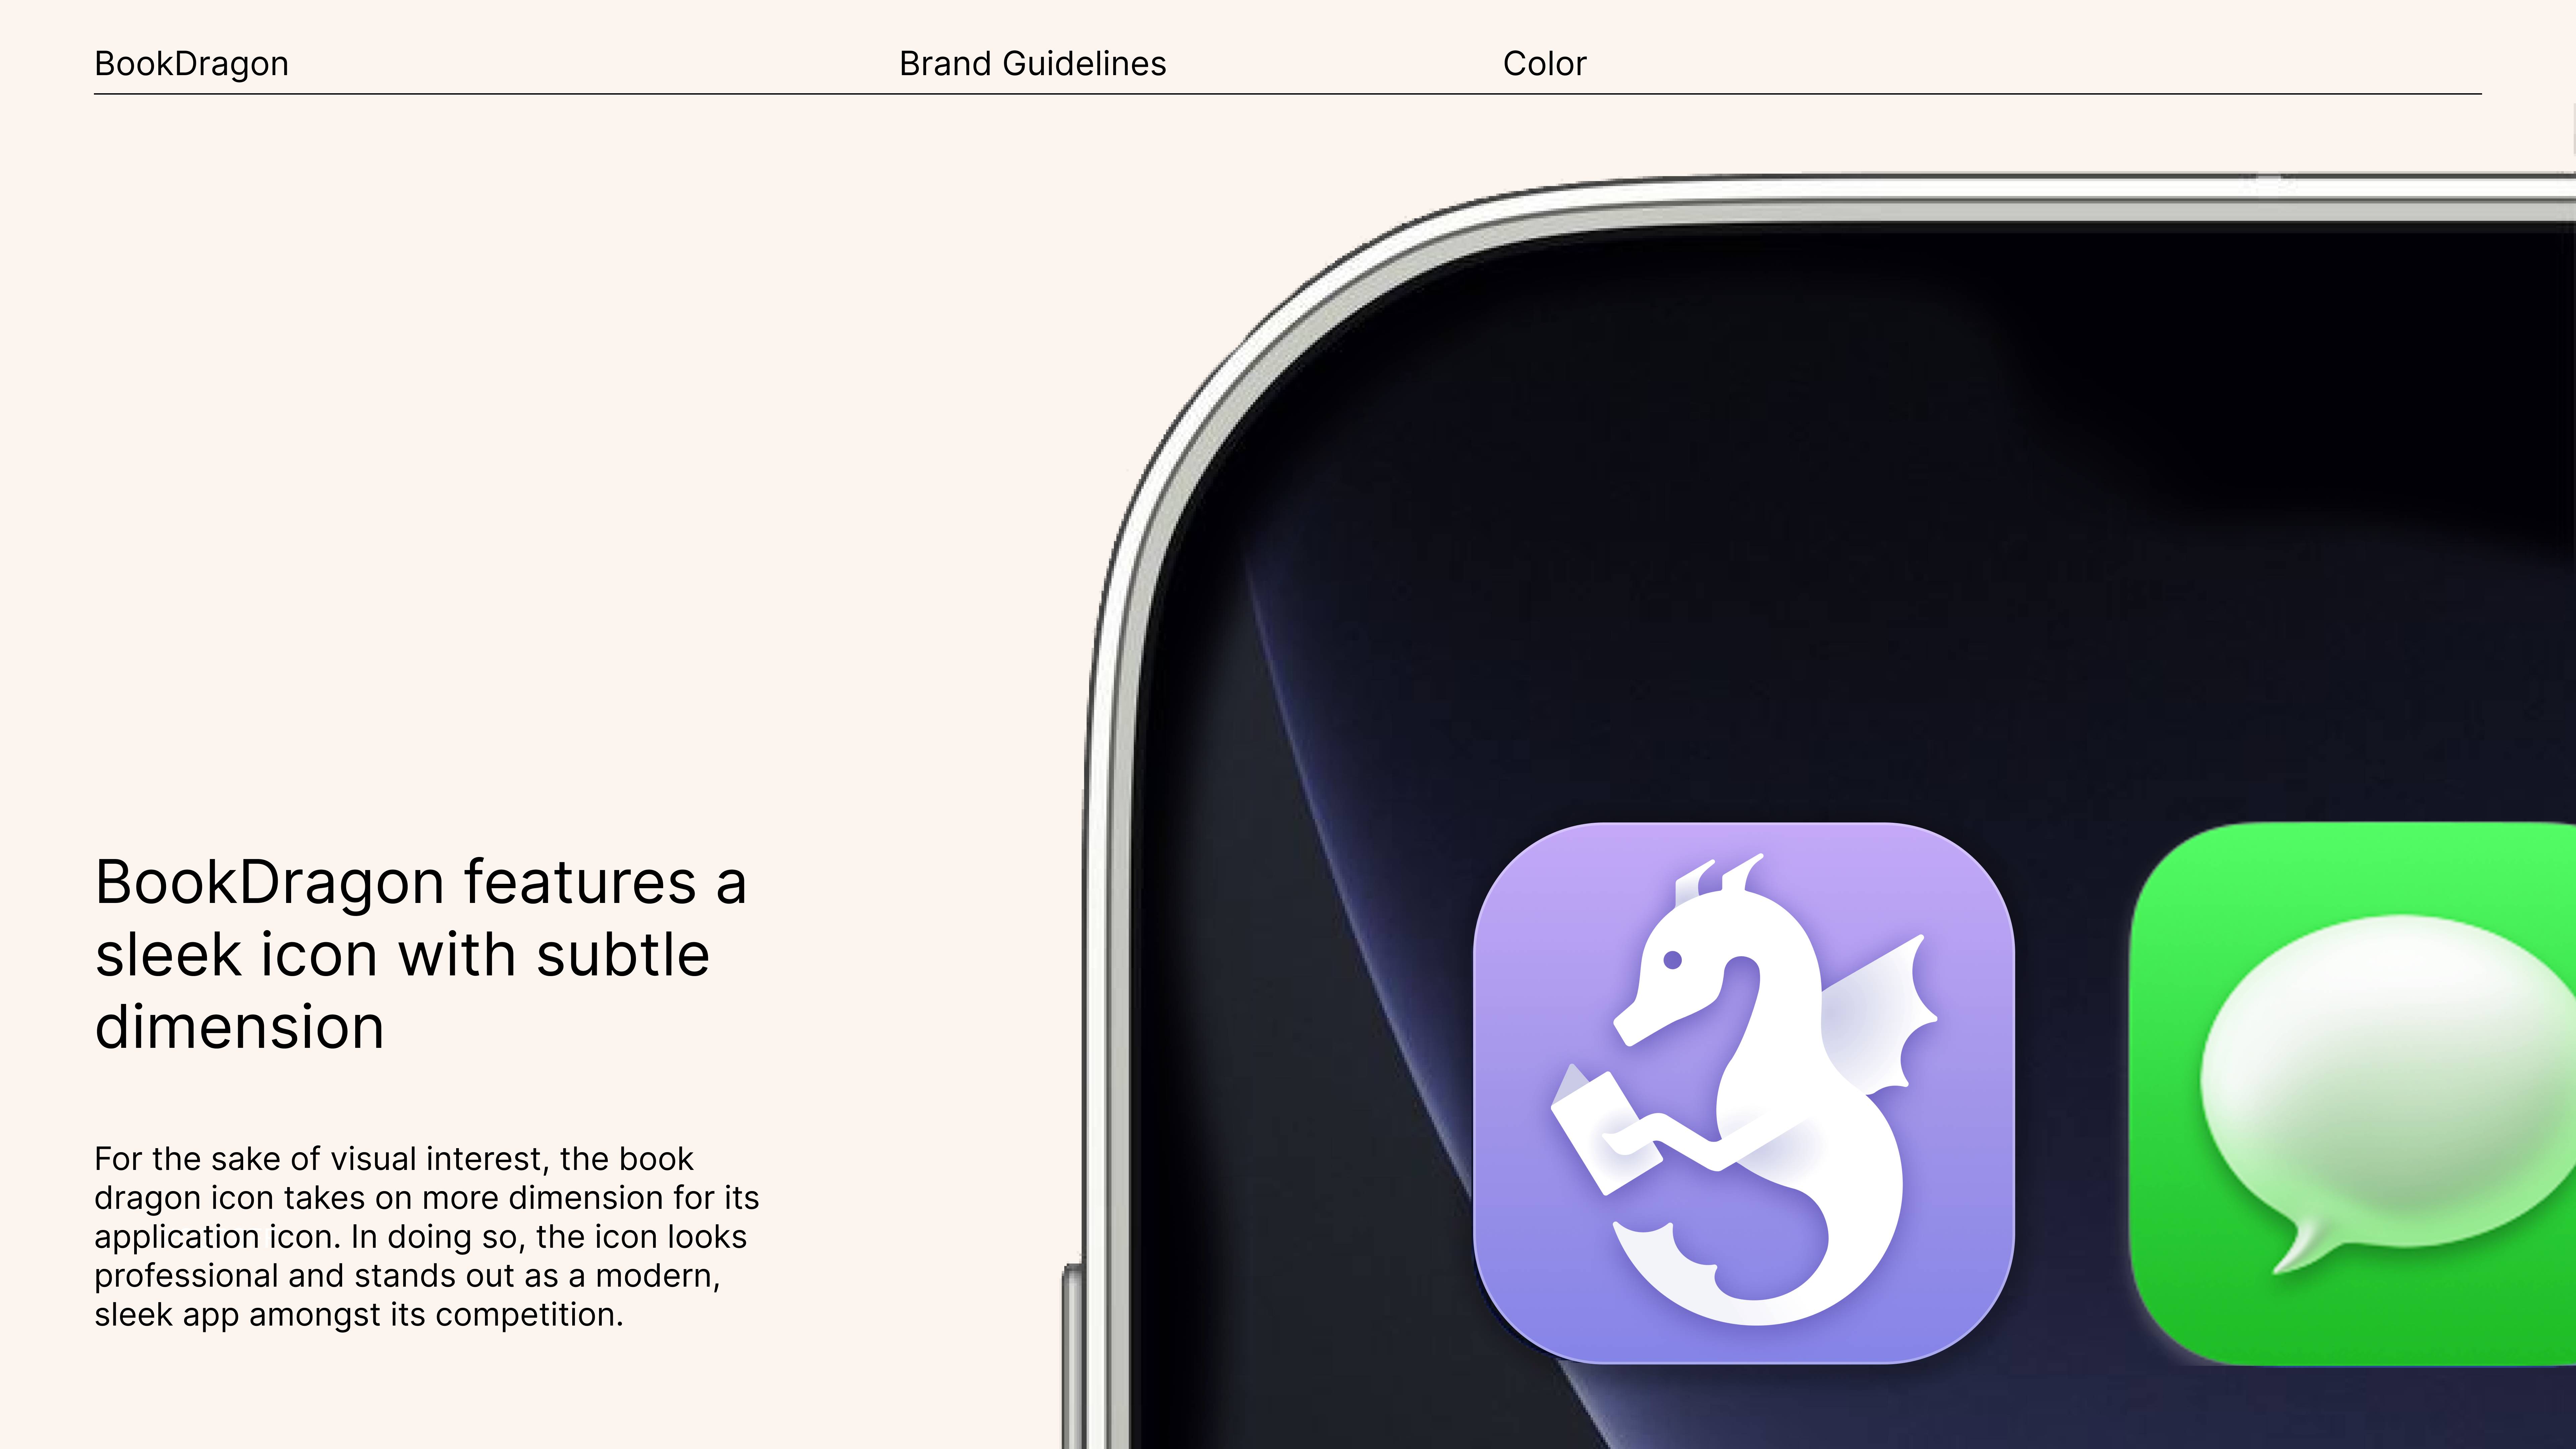 BookDragon
Brand Guidelines
Color
BookDragon features a
sleek icon with subtle
dimension
For the sake of visual interest, the book
dragon icon takes on more dimension for its
application icon. In doing so, the icon looks
professional and stands out as a modern,
sleek app amongst its competition.